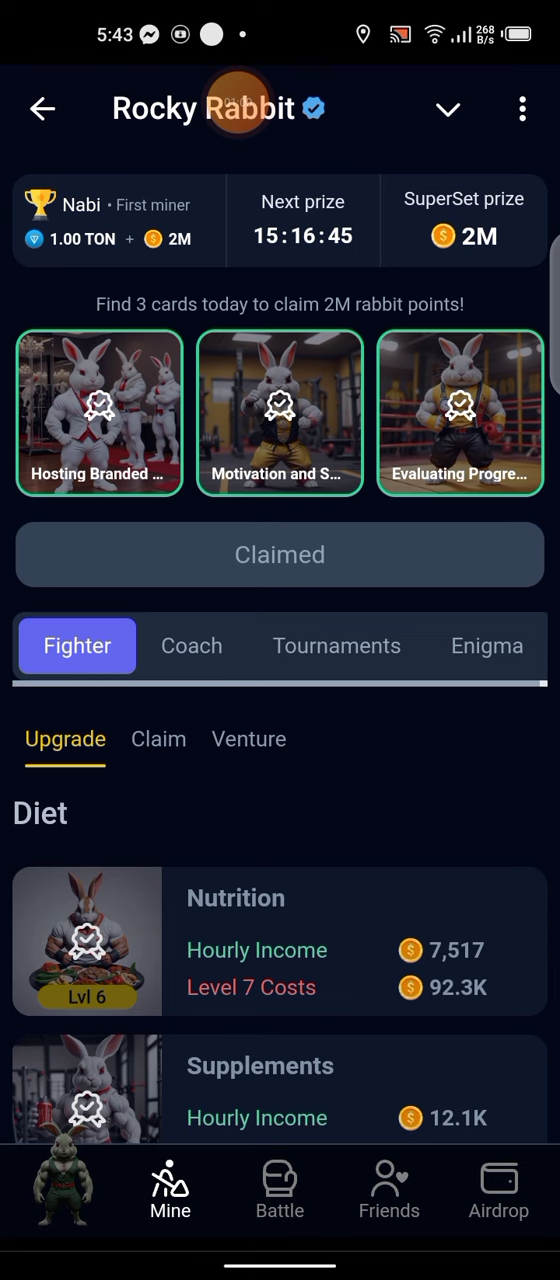 5:43
268
B/s
Rocky Rabbit
Nabi • First miner
1.00 TON + 2M
Next prize
15:16:45
SuperSet prize
2M
Find 3 cards today to claim 2M rabbit points!
Hosting Branded ...
Motivation and S...
Evaluating Progre...
Claimed
Fighter Coach Tournaments Enigma
Upgrade Claim Venture
Diet
Nutrition
Hourly Income 7,517
Level 7 Costs 92.3K
Lvl 6
Supplements
Hourly Income 12.1K
Mine Battle Friends Airdrop